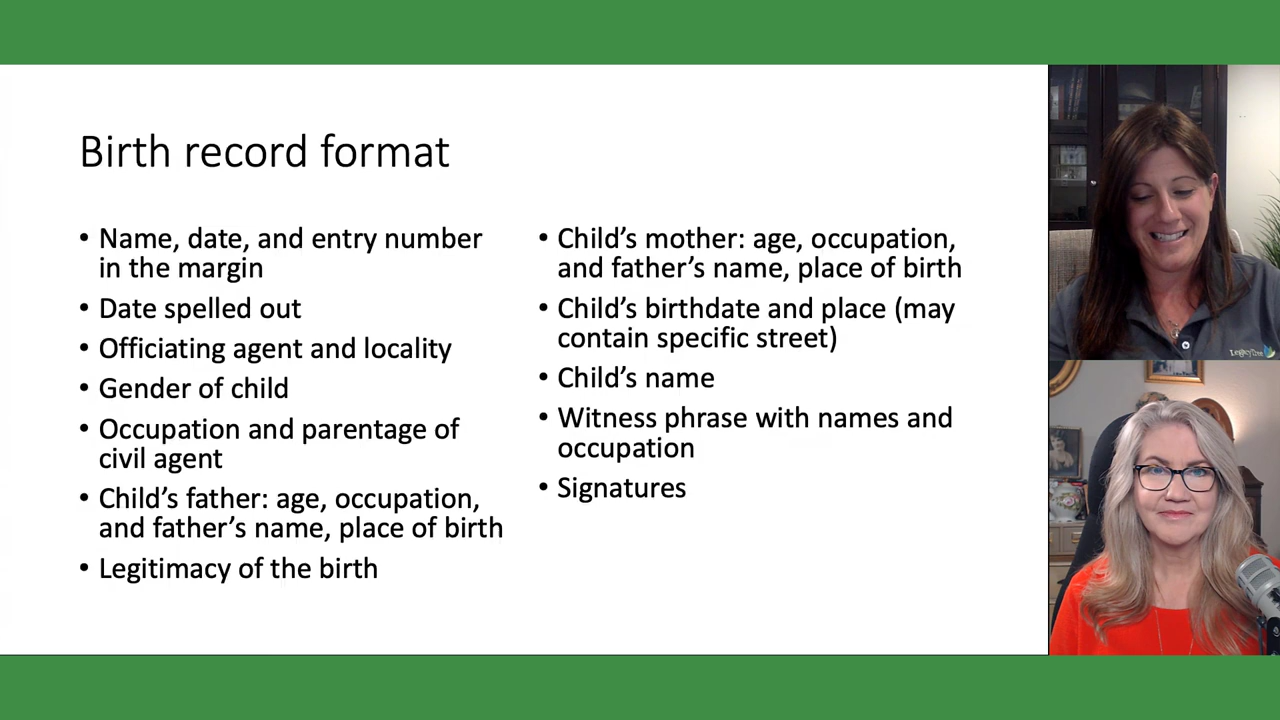 Birth record format
• Name, date, and entry number
in the margin
• Date spelled out
• Officiating agent and locality
• Gender of child
• Occupation and parentage of
civil agent
• Child’s father: age, occupation,
and father’s name, place of birth
• Legitimacy of the birth
• Child’s mother: age, occupation,
and father’s name, place of birth
• Child’s birthdate and place (may
contain specific street)
• Child’s name
• Witness phrase with names and
occupation
• Signatures
LegacyTree